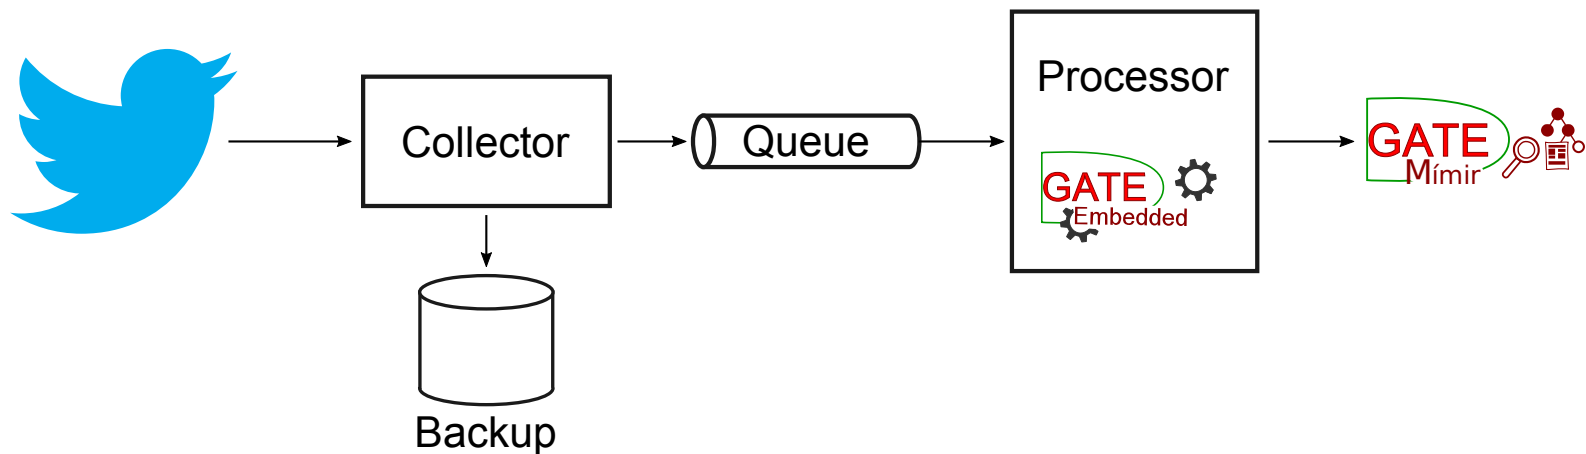 Collector
Queue
Processor
GATE
Embedded
GATE
Mímir
Backup